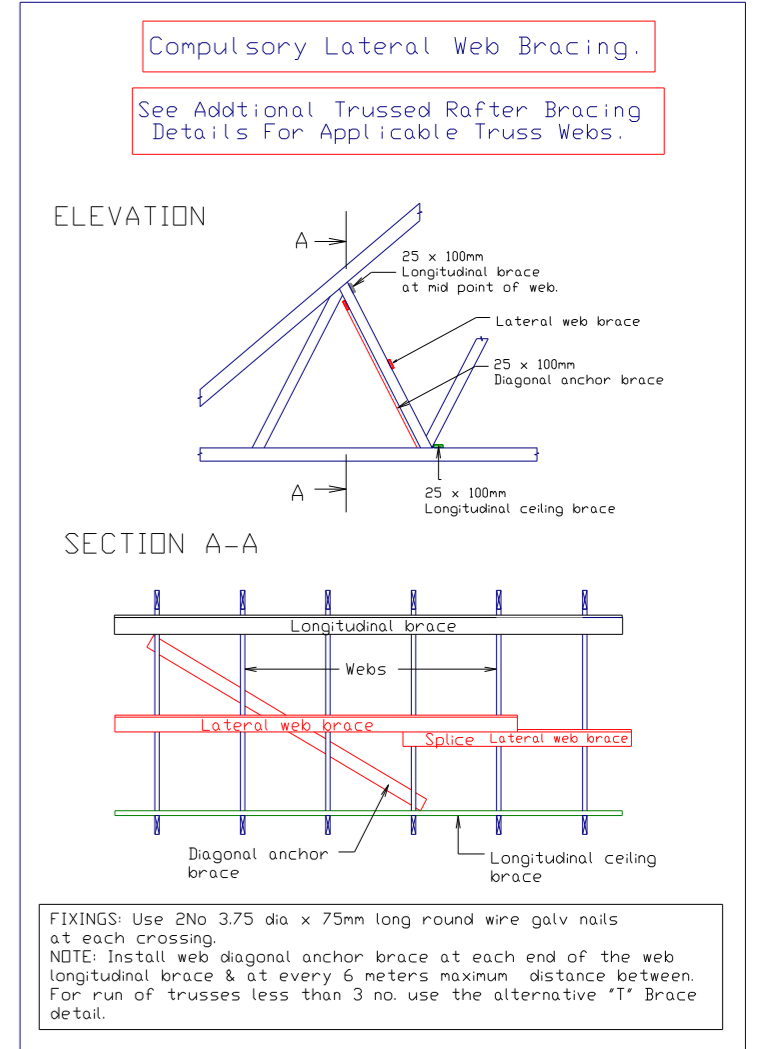 Compulsory Lateral Web Bracing.
See Addtional Trussed Rafter Bracing
Details For Applicable Truss Webs.
ELEVATION
A
25 x 100mm
Longitudinal brace
at mid point of web.
Lateral web brace
25 x 100mm
Diagonal anchor brace
A
25 x 100mm
Longitudinal ceiling brace
SECTION A-A
Longitudinal brace
Webs
Lateral web brace
Splice
Lateral web brace
Diagonal anchor
brace
Longitudinal ceiling
brace
FIXINGS: Use 2No 3.75 dia x 75mm long round wire galv nails
at each crossing.
NOTE: Install web diagonal anchor brace at each end of the web
longitudinal brace & at every 6 meters maximum distance between.
For run of trusses less than 3 no. use the alternative "T" Brace
detail.